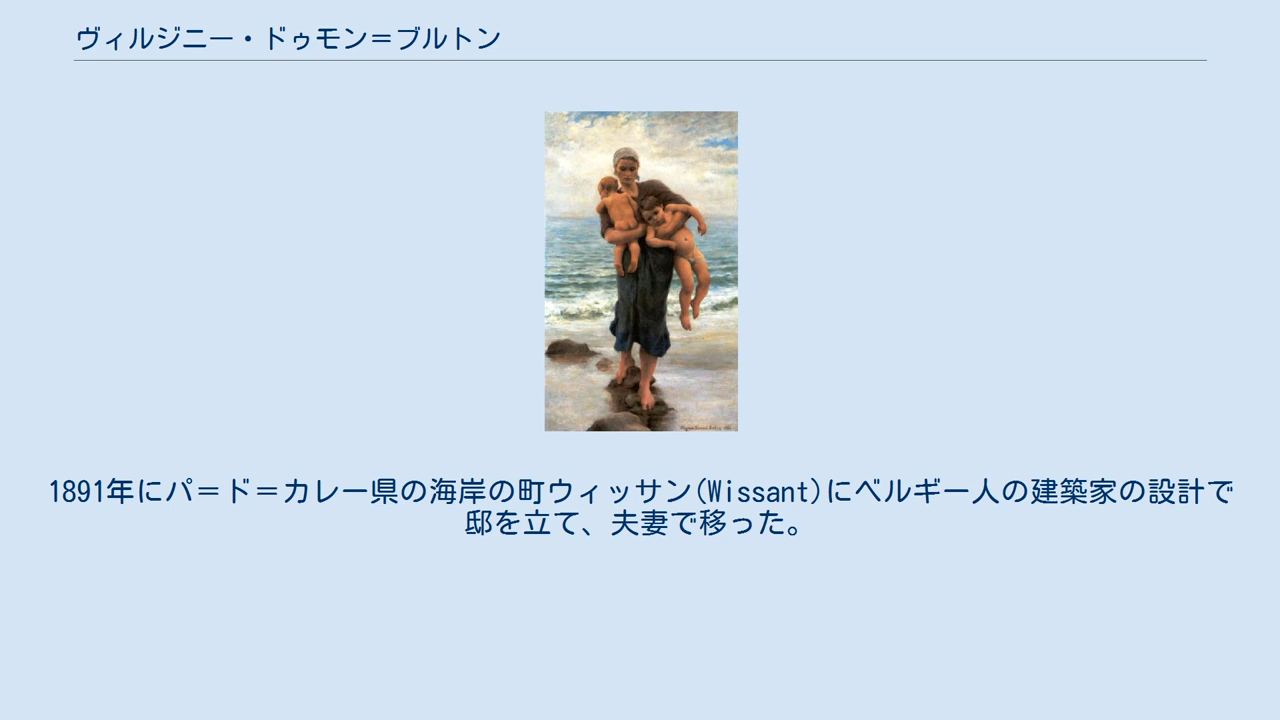 ヴィルジニー・ドゥモン＝ブルトン
1891年にパ＝ド＝カレー県の海岸の町ウィッサン(Wissant)にベルギー人の建築家の設計で
邸を立て、夫妻で移った。